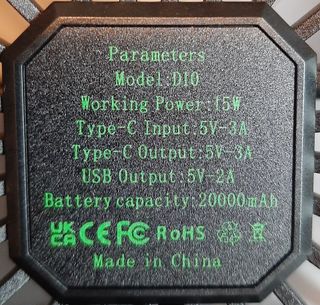 Parameters
Model:D10
Working Power:15W
Type-C Input:5V-3A
Type-C Output:5V-3A
USB Output:5V-2A
Battery capacity:20000mAh
UK CA CE FC RoHS
Made in China